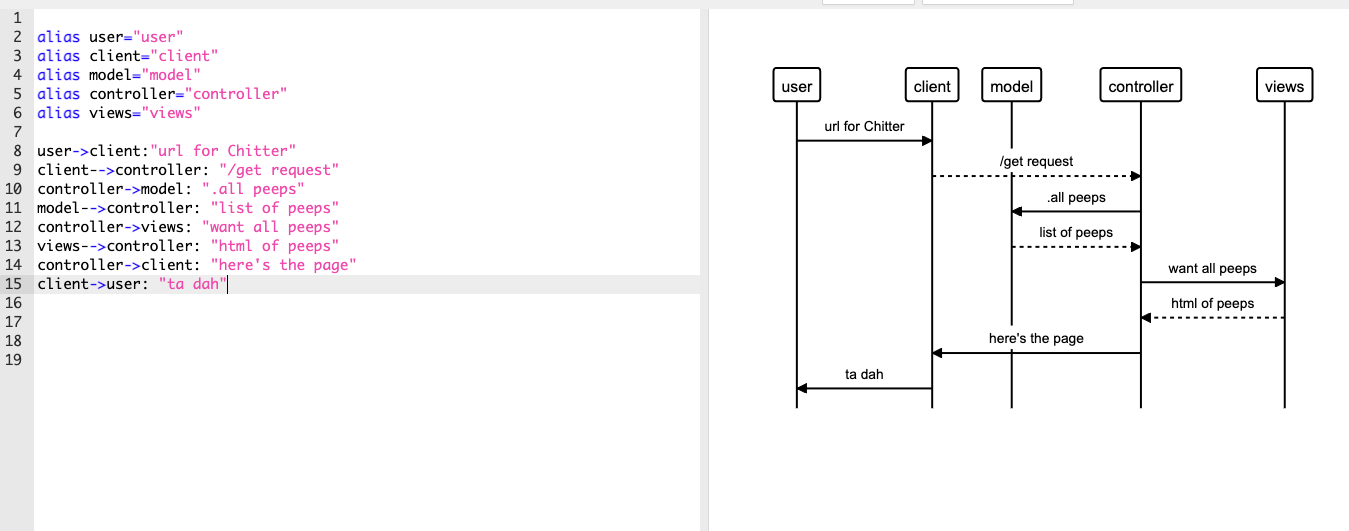 1
2 alias user="user"
3 alias client="client"
4 alias model="model"
5 alias controller="controller"
6 alias views="views"
7
8 user->client:"url for Chitter"
9 client-->controller: "/get request"
10 controller->model: ".all peeps"
11 model-->controller: "list of peeps"
12 controller->views: "want all peeps"
13 views-->controller: "html of peeps"
14 controller->client: "here's the page"
15 client->user: "ta dah"
16
17
18
19
user client model controller views
url for Chitter
/get request
.all peeps
list of peeps
want all peeps
html of peeps
here's the page
ta dah